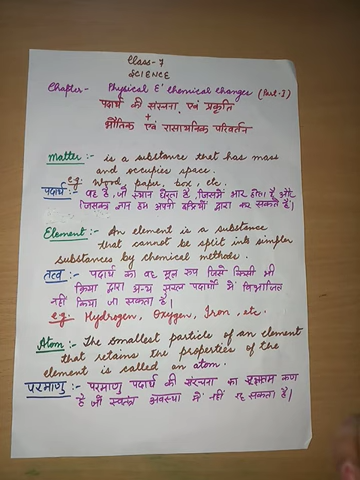 Class-7
SCIENCE
Chapter- Physical & Chemical Changes (Part-I)
पदार्थ की संरचना एवं प्रकृति
+
भौतिक एवं रासायनिक परिवर्तन
Matter:- is a substance that has mass
and occupies space.
e.g. Wood, paper, box, etc.
पदार्थ:- वह है, जो स्थान घेरता है, जिसमें भार होता है और
जिसका ज्ञान हम अपनी इन्द्रियों द्वारा कर सकते हैं।
Element:- An element is a substance
that cannot be split into simpler
substances by chemical methods.
तत्व:- पदार्थ का वह मूल रूप जिसे किसी भी
क्रिया द्वारा अन्य सरल पदार्थों में विभाजित
नहीं किया जा सकता है।
e.g. Hydrogen, Oxygen, Iron, etc.
Atom:- The smallest particle of an element
that retains the properties of the
element is called an atom.
परमाणु:- परमाणु पदार्थ की संरचना का सूक्ष्मतम कण
है जो स्वतंत्र अवस्था में नहीं रह सकता है।